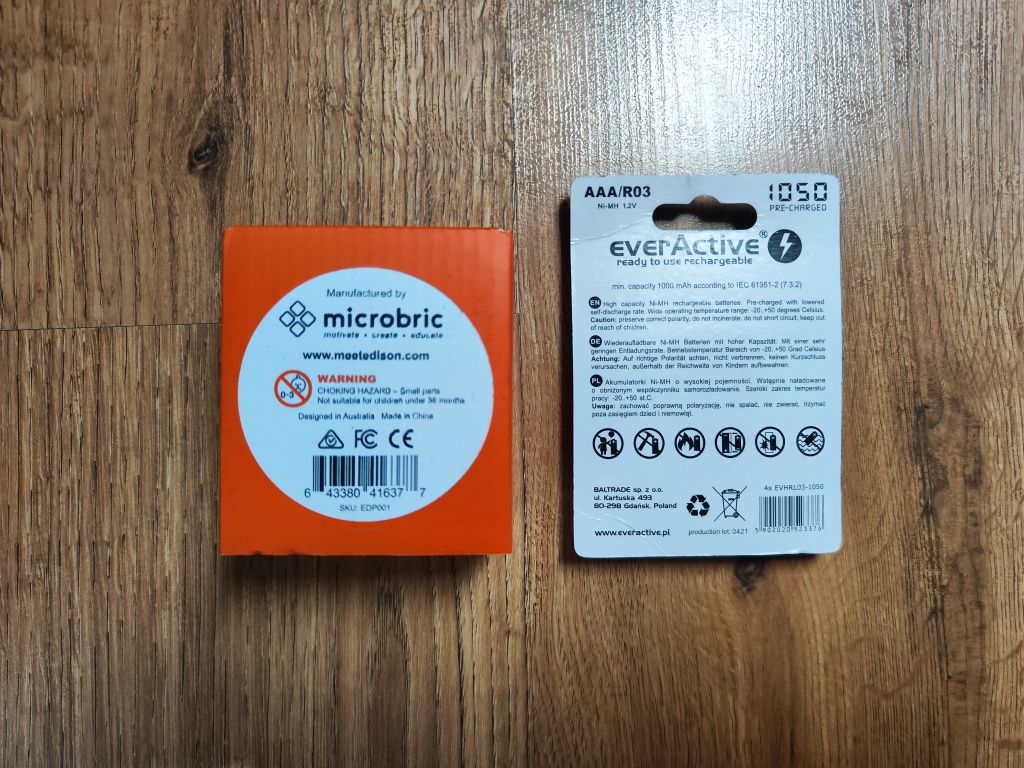 Manufactured by
microbric
motivate • create • educate
www.meetedison.com
0-3
WARNING
CHOKING HAZARD – Small parts
Not suitable for children under 36 months
Designed in Australia Made in China
FC CE
6 43380 41637 7
SKU: EDP001
AAA/R03
Ni-MH 1.2V
1050
PRE-CHARGED
everActive®
ready to use rechargeable
min. capacity 1000 mAh according to IEC 61951-2 (7.3.2)
EN High capacity Ni-MH rechargeable batteries. Pre-charged with lowered
self-discharge rate. Wide operating temperature range: -20..+50 degrees Celsius.
Caution: preserve correct polarity, do not incinerate, do not short circuit, keep out
of reach of children.
DE Wiederaufladbare Ni-MH Batterien mit hoher Kapazität. Mit einer sehr
geringen Entladungsrate. Betriebstemperatur Bereich von -20..+50 Grad Celsius
Achtung: Auf richtige Polarität achten, nicht verbrennen, keinen Kurzschluss
verursachen, außerhalb der Reichweite von Kindern aufbewahren.
PL Akumulatorki Ni-MH o wysokiej pojemności. Wstępnie naładowane
o obniżonym współczynniku samorozładowania. Szeroki zakres temperatur
pracy: -20..+50 st.C.
Uwaga: zachować poprawną polaryzację, nie spalać, nie zwierać, trzymać
poza zasięgiem dzieci i niemowląt.
BALTRADE sp. z o.o.
ul. Kartuska 493
80-298 Gdańsk, Poland
4x EVHRL03-1050
5 902020 523376
www.everactive.pl
production lot: 0421